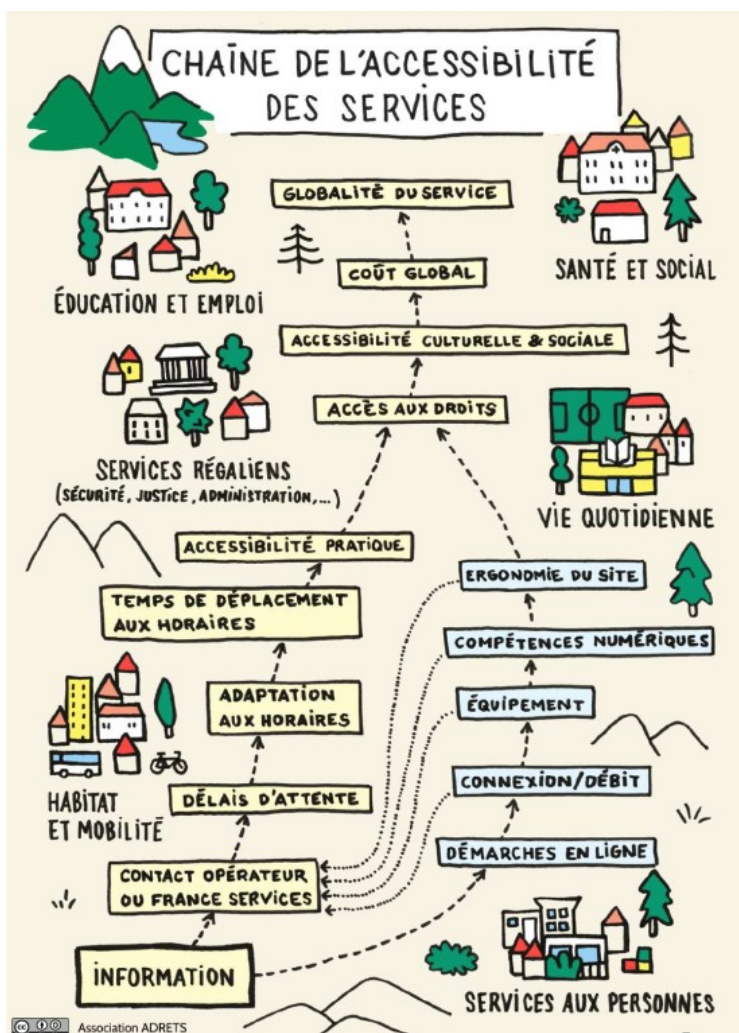 CHAÎNE DE L'ACCESSIBILITÉ
DES SERVICES
GLOBALITÉ DU SERVICE
COÛT GLOBAL
ÉDUCATION ET EMPLOI
SANTÉ ET SOCIAL
ACCESSIBILITÉ CULTURELLE & SOCIALE
ACCÈS AUX DROITS
SERVICES RÉGALIENS
(SÉCURITÉ, JUSTICE, ADMINISTRATION,...)
VIE QUOTIDIENNE
ACCESSIBILITÉ PRATIQUE
ERGONOMIE DU SITE
TEMPS DE DÉPLACEMENT
AUX HORAIRES
COMPÉTENCES NUMÉRIQUES
ADAPTATION
AUX HORAIRES
ÉQUIPEMENT
HABITAT
ET MOBILITÉ
DÉLAIS D'ATTENTE
CONNEXION/DÉBIT
CONTACT OPÉRATEUR
OU FRANCE SERVICES
DÉMARCHES EN LIGNE
INFORMATION
SERVICES AUX PERSONNES
Association ADRETS